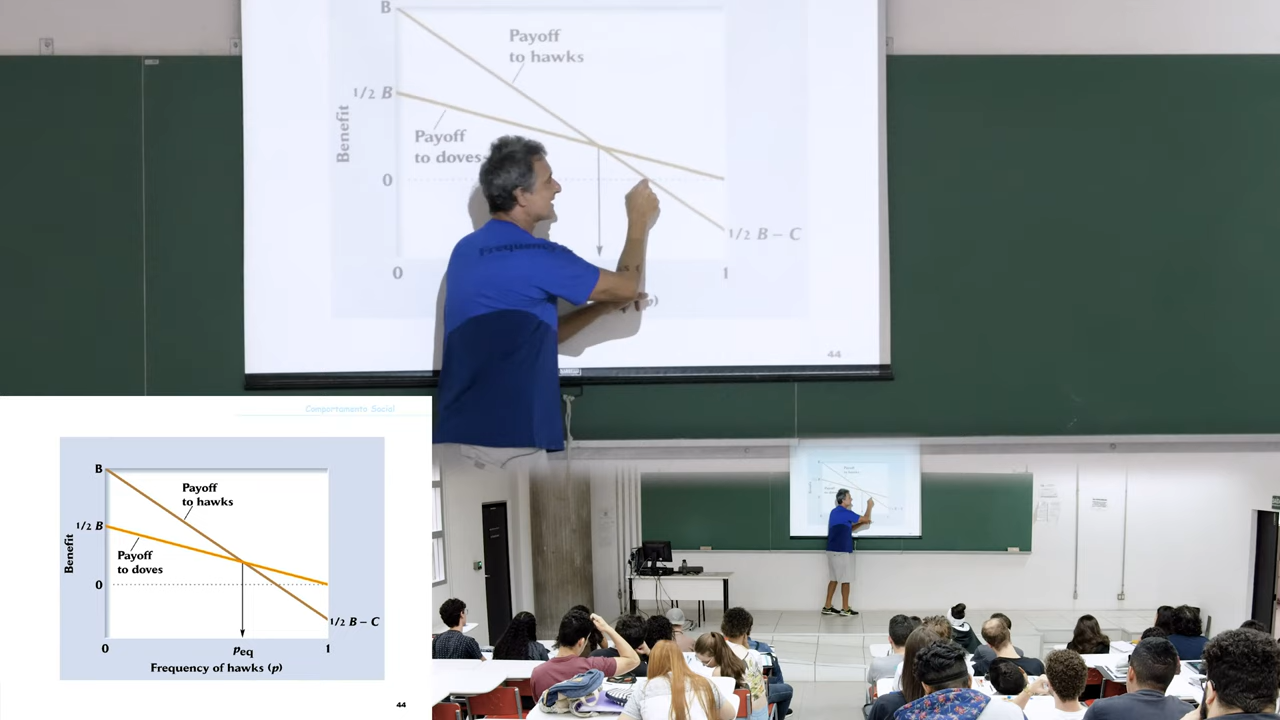 B
Payoff
to hawks
1/2 B
Benefit
Payoff
to doves
0
1/2 B – C
0
1
p)
44
Comportamento Social
B
Payoff
to hawks
1/2 B
Benefit
Payoff
to doves
0
1/2 B – C
0
peq
1
Frequency of hawks (p)
44